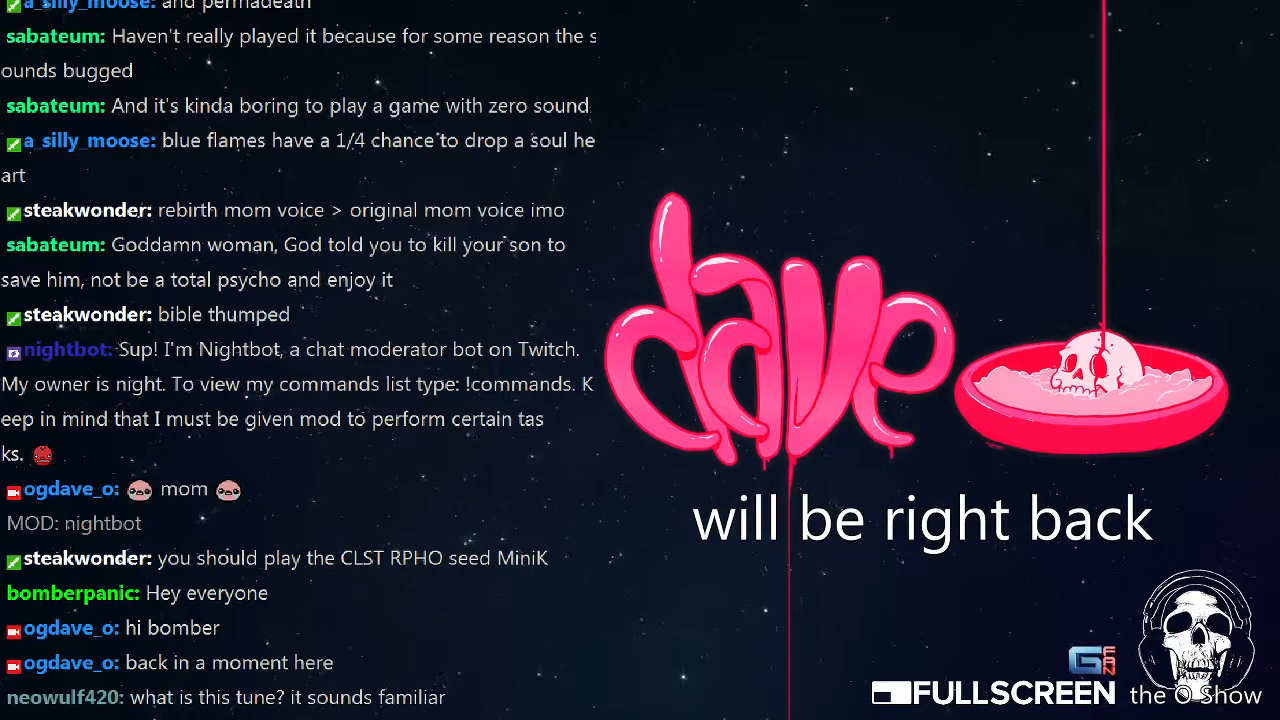 a_silly_moose: and permadeath
sabateum: Haven't really played it because for some reason the s
ounds bugged
sabateum: And it's kinda boring to play a game with zero sound
a_silly_moose: blue flames have a 1/4 chance to drop a soul he
art
steakwonder: rebirth mom voice > original mom voice imo
sabateum: Goddamn woman, God told you to kill your son to
save him, not be a total psycho and enjoy it
steakwonder: bible thumped
nightbot: Sup! I'm Nightbot, a chat moderator bot on Twitch.
My owner is night. To view my commands list type: !commands. K
eep in mind that I must be given mod to perform certain tas
ks.
ogdave_o: mom
MOD: nightbot
steakwonder: you should play the CLST RPHO seed MiniK
bomberpanic: Hey everyone
ogdave_o: hi bomber
ogdave_o: back in a moment here
neowulf420: what is this tune? it sounds familiar
dave
will be right back
G FAN
FULLSCREEN
the O Show